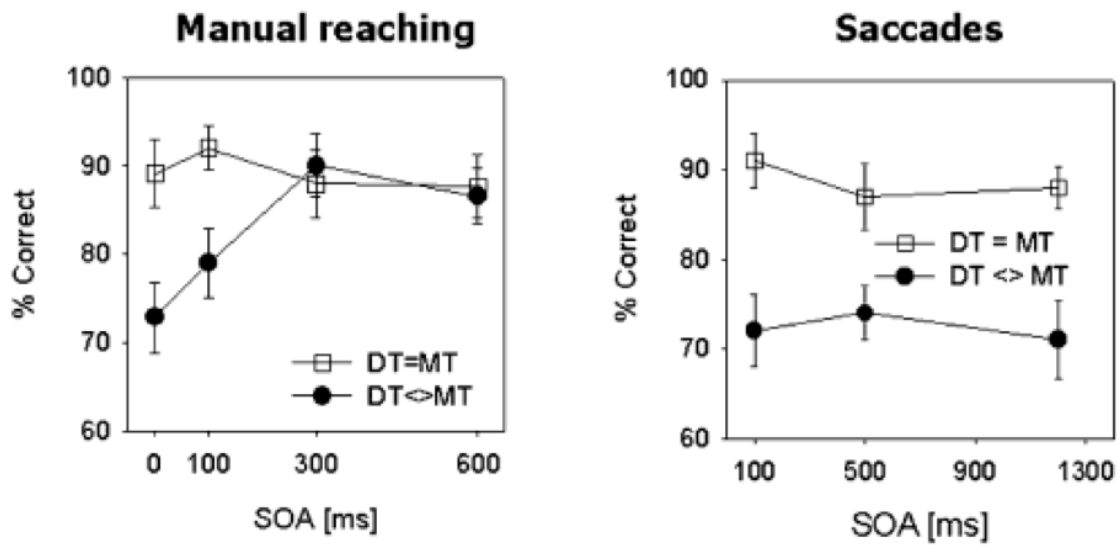 Manual reaching
100
90
80
70
60
% Correct
DT=MT
DT<>MT
0 100 300 600
SOA [ms]
Saccades
100
90
80
70
60
% Correct
DT = MT
DT <> MT
100 500 900 1300
SOA [ms]